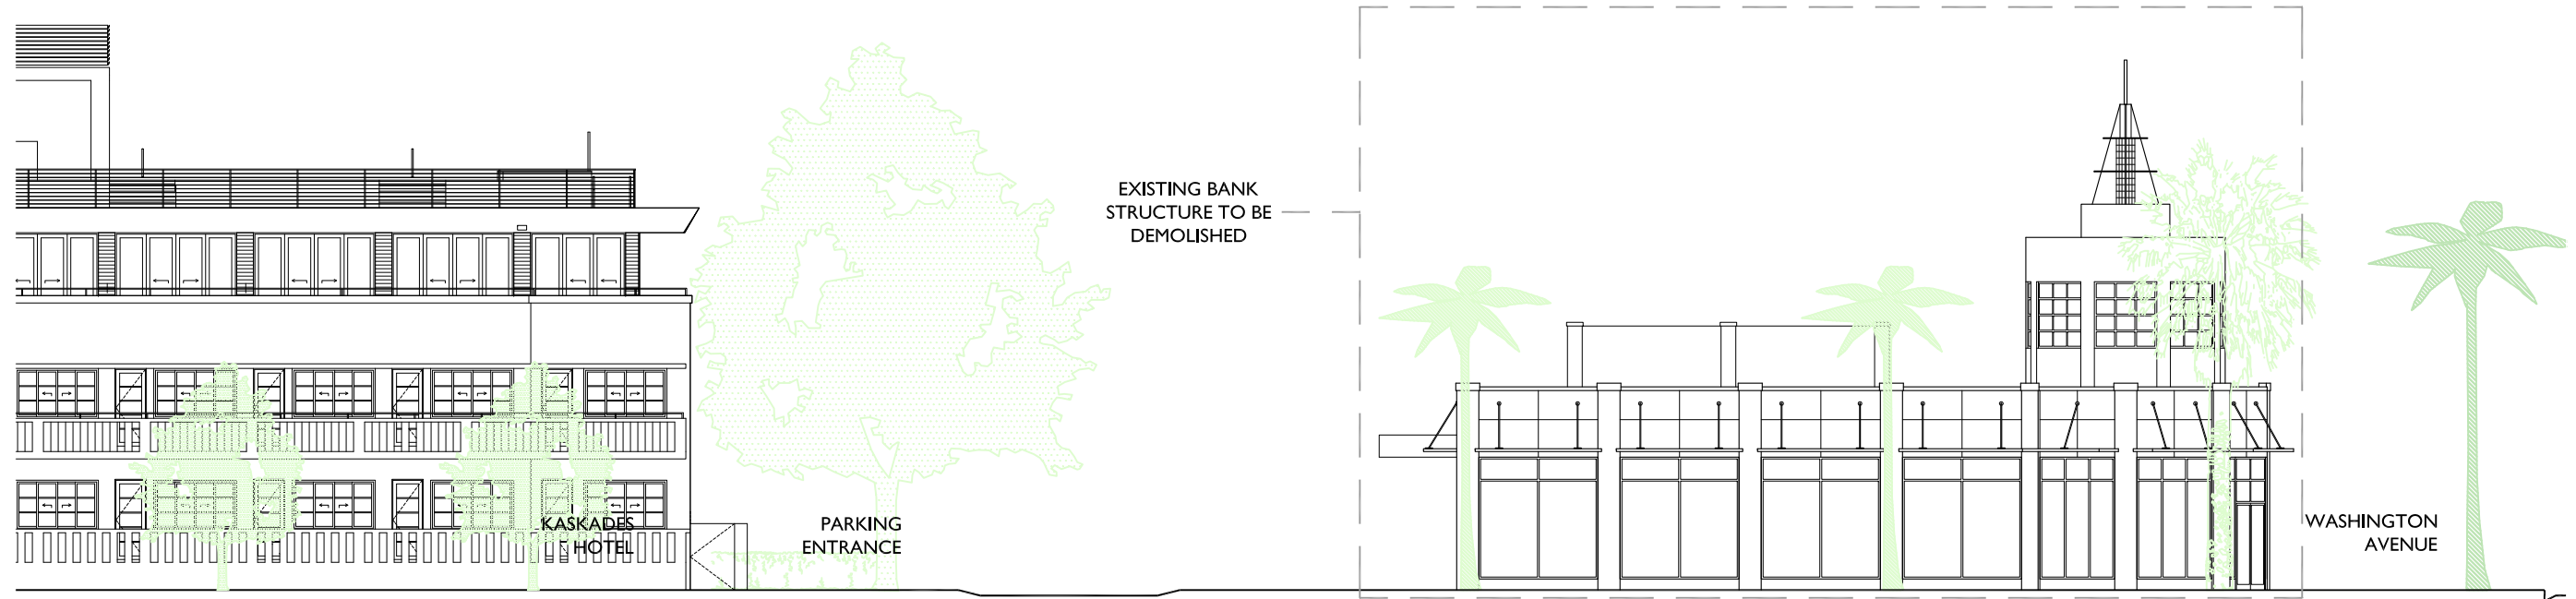 EXISTING BANK
STRUCTURE TO BE
DEMOLISHED
KASKADES
HOTEL
PARKING
ENTRANCE
WASHINGTON
AVENUE